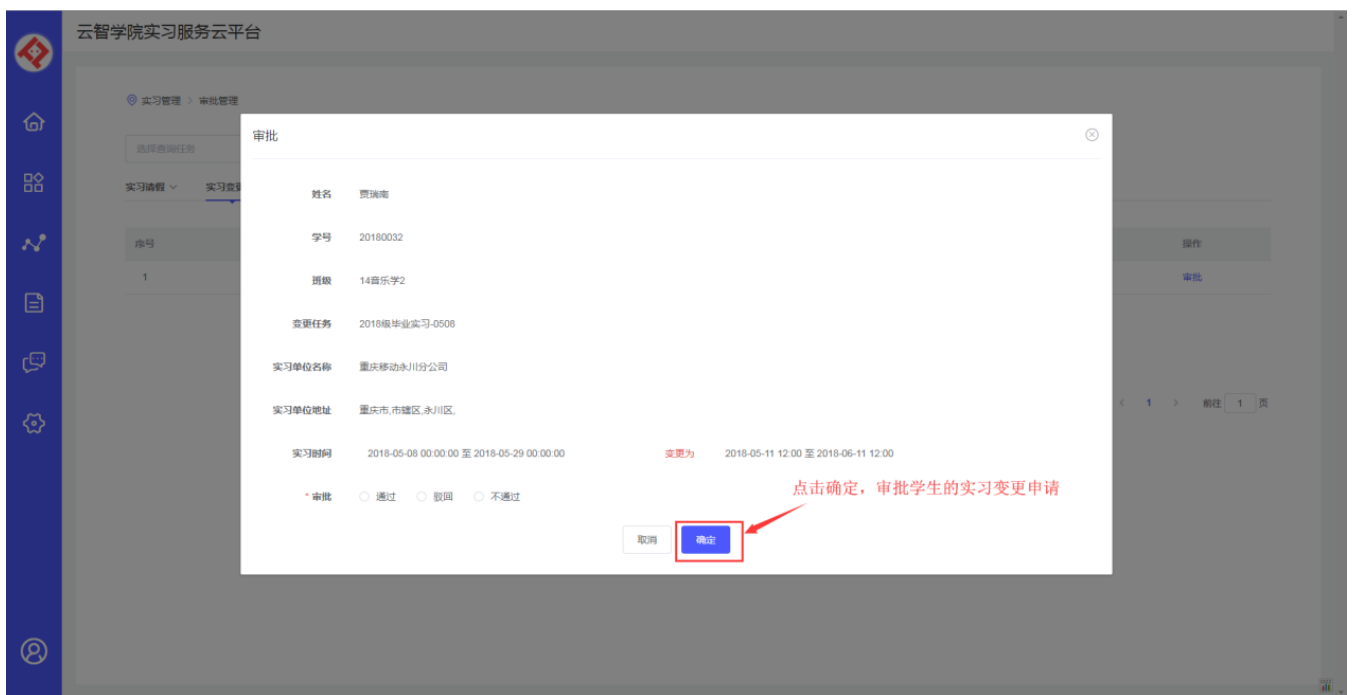 云智学院实习服务云平台
实习管理 > 审批管理
选择查询任务
实习请假 实习变更
序号 操作
1 审批
< 1 > 前往 1 页
审批
姓名 贾瑞南
学号 20180032
班级 14音乐学2
变更任务 2018级毕业实习-0508
实习单位名称 重庆移动永川分公司
实习单位地址 重庆市,市辖区,永川区,
实习时间 2018-05-08 00:00:00 至 2018-05-29 00:00:00 变更为 2018-05-11 12:00 至 2018-06-11 12:00
* 审批 通过 驳回 不通过
点击确定，审批学生的实习变更申请
取消 确定